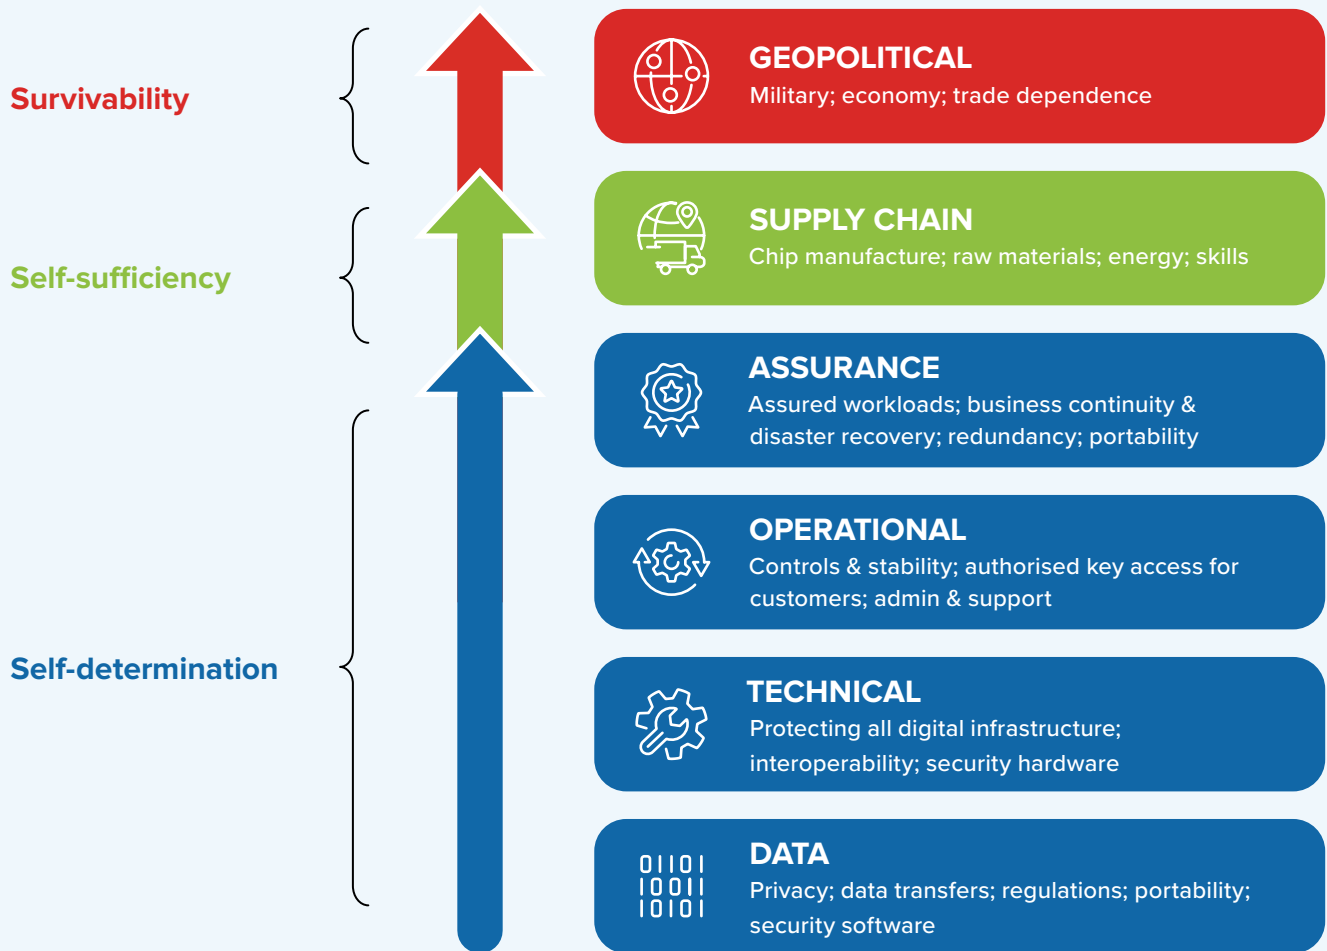 Survivability
GEOPOLITICAL
Military; economy; trade dependence
Self-sufficiency
SUPPLY CHAIN
Chip manufacture; raw materials; energy; skills
ASSURANCE
Assured workloads; business continuity &
disaster recovery; redundancy; portability
OPERATIONAL
Controls & stability; authorised key access for
customers; admin & support
Self-determination
TECHNICAL
Protecting all digital infrastructure;
interoperability; security hardware
01101
10011
10101
DATA
Privacy; data transfers; regulations; portability;
security software